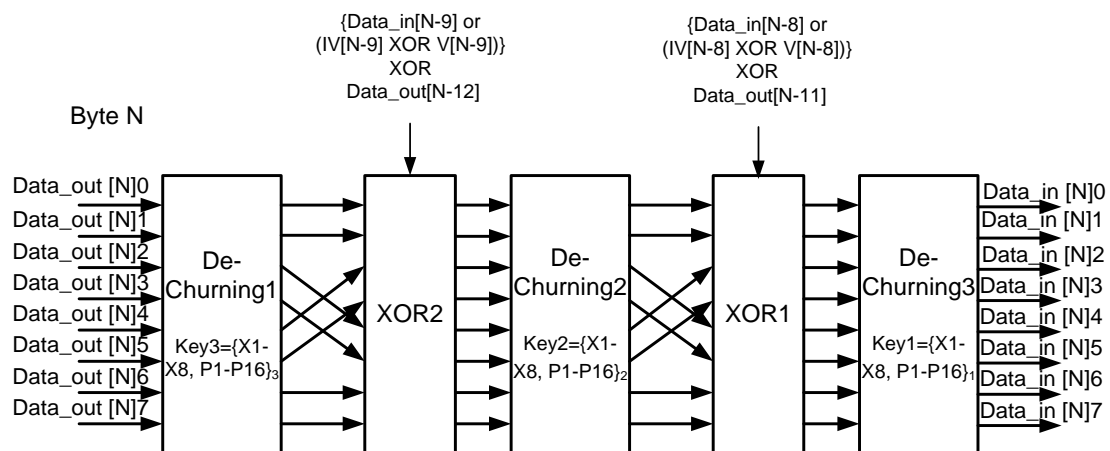 {Data_in[N-9] or
(IV[N-9] XOR V[N-9])}
XOR
Data_out[N-12]
{Data_in[N-8] or
(IV[N-8] XOR V[N-8])}
XOR
Data_out[N-11]
Byte N
Data_out [N]0
Data_out [N]1
Data_out [N]2
Data_out [N]3
Data_out [N]4
Data_out [N]5
Data_out [N]6
Data_out [N]7
De-
Churning1
Key3={X1-
X8, P1-P16}₃
XOR2
De-
Churning2
Key2={X1-
X8, P1-P16}₂
XOR1
De-
Churning3
Key1={X1-
X8, P1-P16}₁
Data_in [N]0
Data_in [N]1
Data_in [N]2
Data_in [N]3
Data_in [N]4
Data_in [N]5
Data_in [N]6
Data_in [N]7